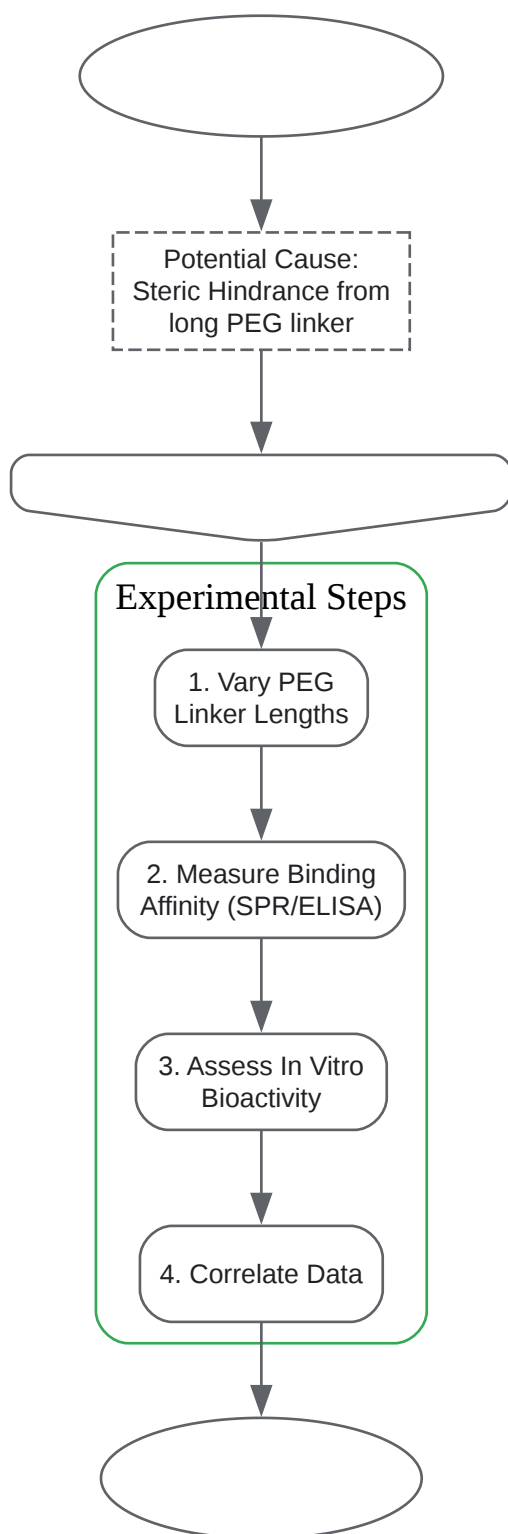 Potential Cause:
Steric Hindrance from
long PEG linker
Experimental Steps
1. Vary PEG
Linker Lengths
2. Measure Binding
Affinity (SPR/ELISA)
3. Assess In Vitro
Bioactivity
4. Correlate Data